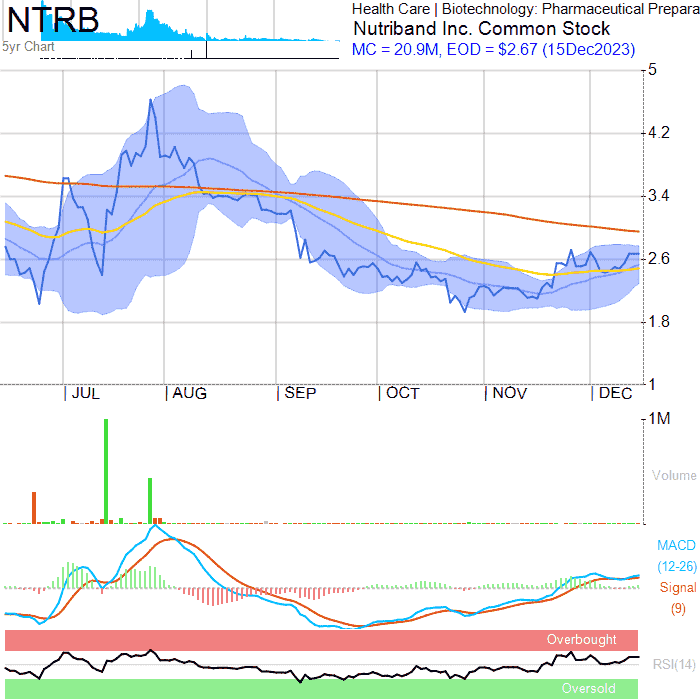 NTRB
5yr Chart
Health Care | Biotechnology: Pharmaceutical Prepara
Nutriband Inc. Common Stock
MC = 20.9M, EOD = $2.67 (15Dec2023)
5
4.2
3.4
2.6
1.8
1
JUL AUG SEP OCT NOV DEC
1M
Volume
MACD
(12-26)
Signal
(9)
Overbought
RSI(14)
Oversold